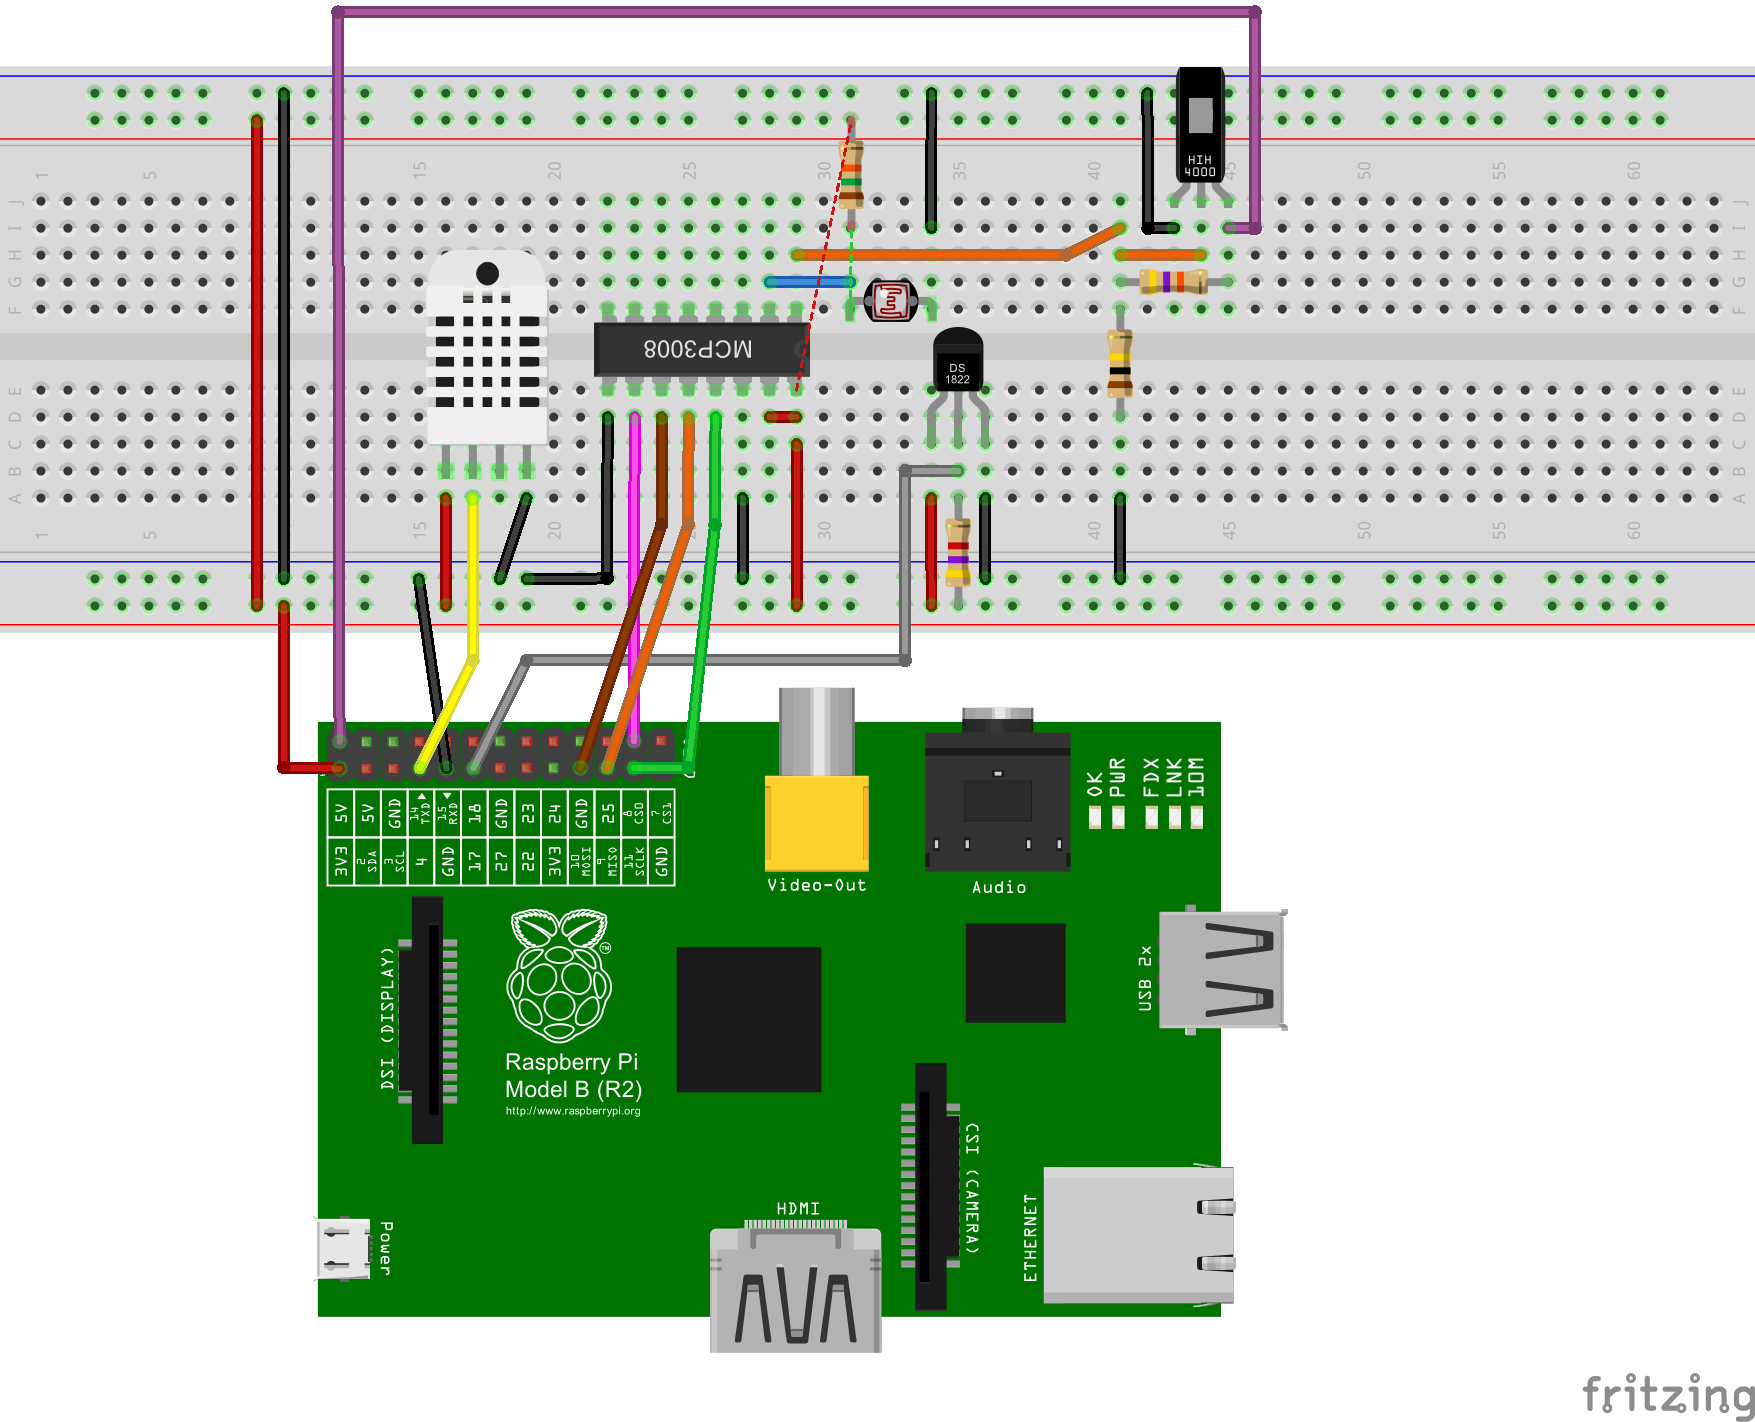 1 5 15 20 25 30 35 40 45 50 55 60
J
I
H
G
F
HIH
4000
MCP3008
DS
1822
E
D
C
B
A
J
I
H
G
F
E
D
C
B
A
1 5 15 20 25 30 35 40 45 50 55 60
5V 5V GND 14 TXD 15 RXD 18 GND 23 24 GND 25 8 CS0 7 CS1
3V3 2 SDA 3 SCL 4 GND 17 27 22 3V3 10 MOSI 9 MISO 11 SCLK GND
OK PWR FDX LNK 10M
Video-Out
Audio
DSI (DISPLAY)
TM
Raspberry Pi
Model B (R2)
http://www.raspberrypi.org
USB 2x
CSI (CAMERA)
HDMI
ETHERNET
Power
fritzing